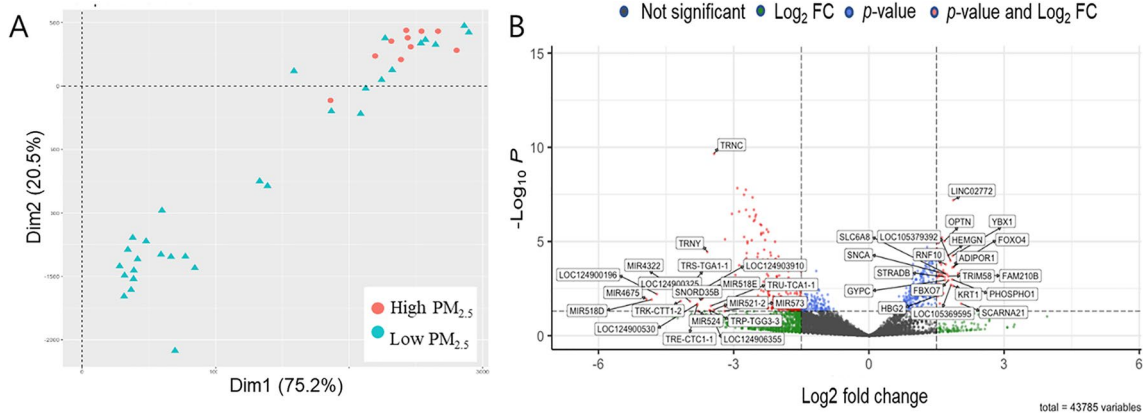 A
500
0
-1500
-2000
Dim2 (20.5%)
Dim1 (75.2%)
High PM2.5
Low PM2.5
B
Not significant Log2 FC p-value p-value and Log2 FC
15
10
5
0
-Log10 P
-6 -3 0 3 6
Log2 fold change
total = 43785 variables
TRNC
LINC02772
OPTN YBX1
SLC6A8 LOC105379392 HEMGN FOXO4
TRNY
SNCA RNF10 ADIPOR1
MIR4322 TRS-TGA1-1 LOC124903910
LOC124900196 STRADB TRIM58 FAM210B
LOC124900325 MIR518E TRU-TCA1-1
MIR4675 SNORD35B GYPC FBXO7 KRT1 PHOSPHO1
MIR521-2 MIR573
MIR518D TRK-CTT1-2 HBG2 LOC105369595 SCARNA21
MIR524 TRP-TGG3-3
LOC124900530
TRE-CTC1-1 LOC124906355